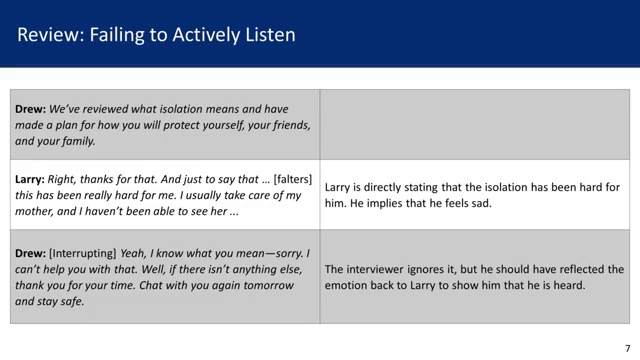 Review: Failing to Actively Listen
Drew: We've reviewed what isolation means and have
made a plan for how you will protect yourself, your friends,
and your family.
Larry: Right, thanks for that. And just to say that … [falters]
this has been really hard for me. I usually take care of my
mother, and I haven't been able to see her ...
Larry is directly stating that the isolation has been hard for
him. He implies that he feels sad.
Drew: [Interrupting] Yeah, I know what you mean—sorry. I
can't help you with that. Well, if there isn't anything else,
thank you for your time. Chat with you again tomorrow
and stay safe.
The interviewer ignores it, but he should have reflected the
emotion back to Larry to show him that he is heard.
7